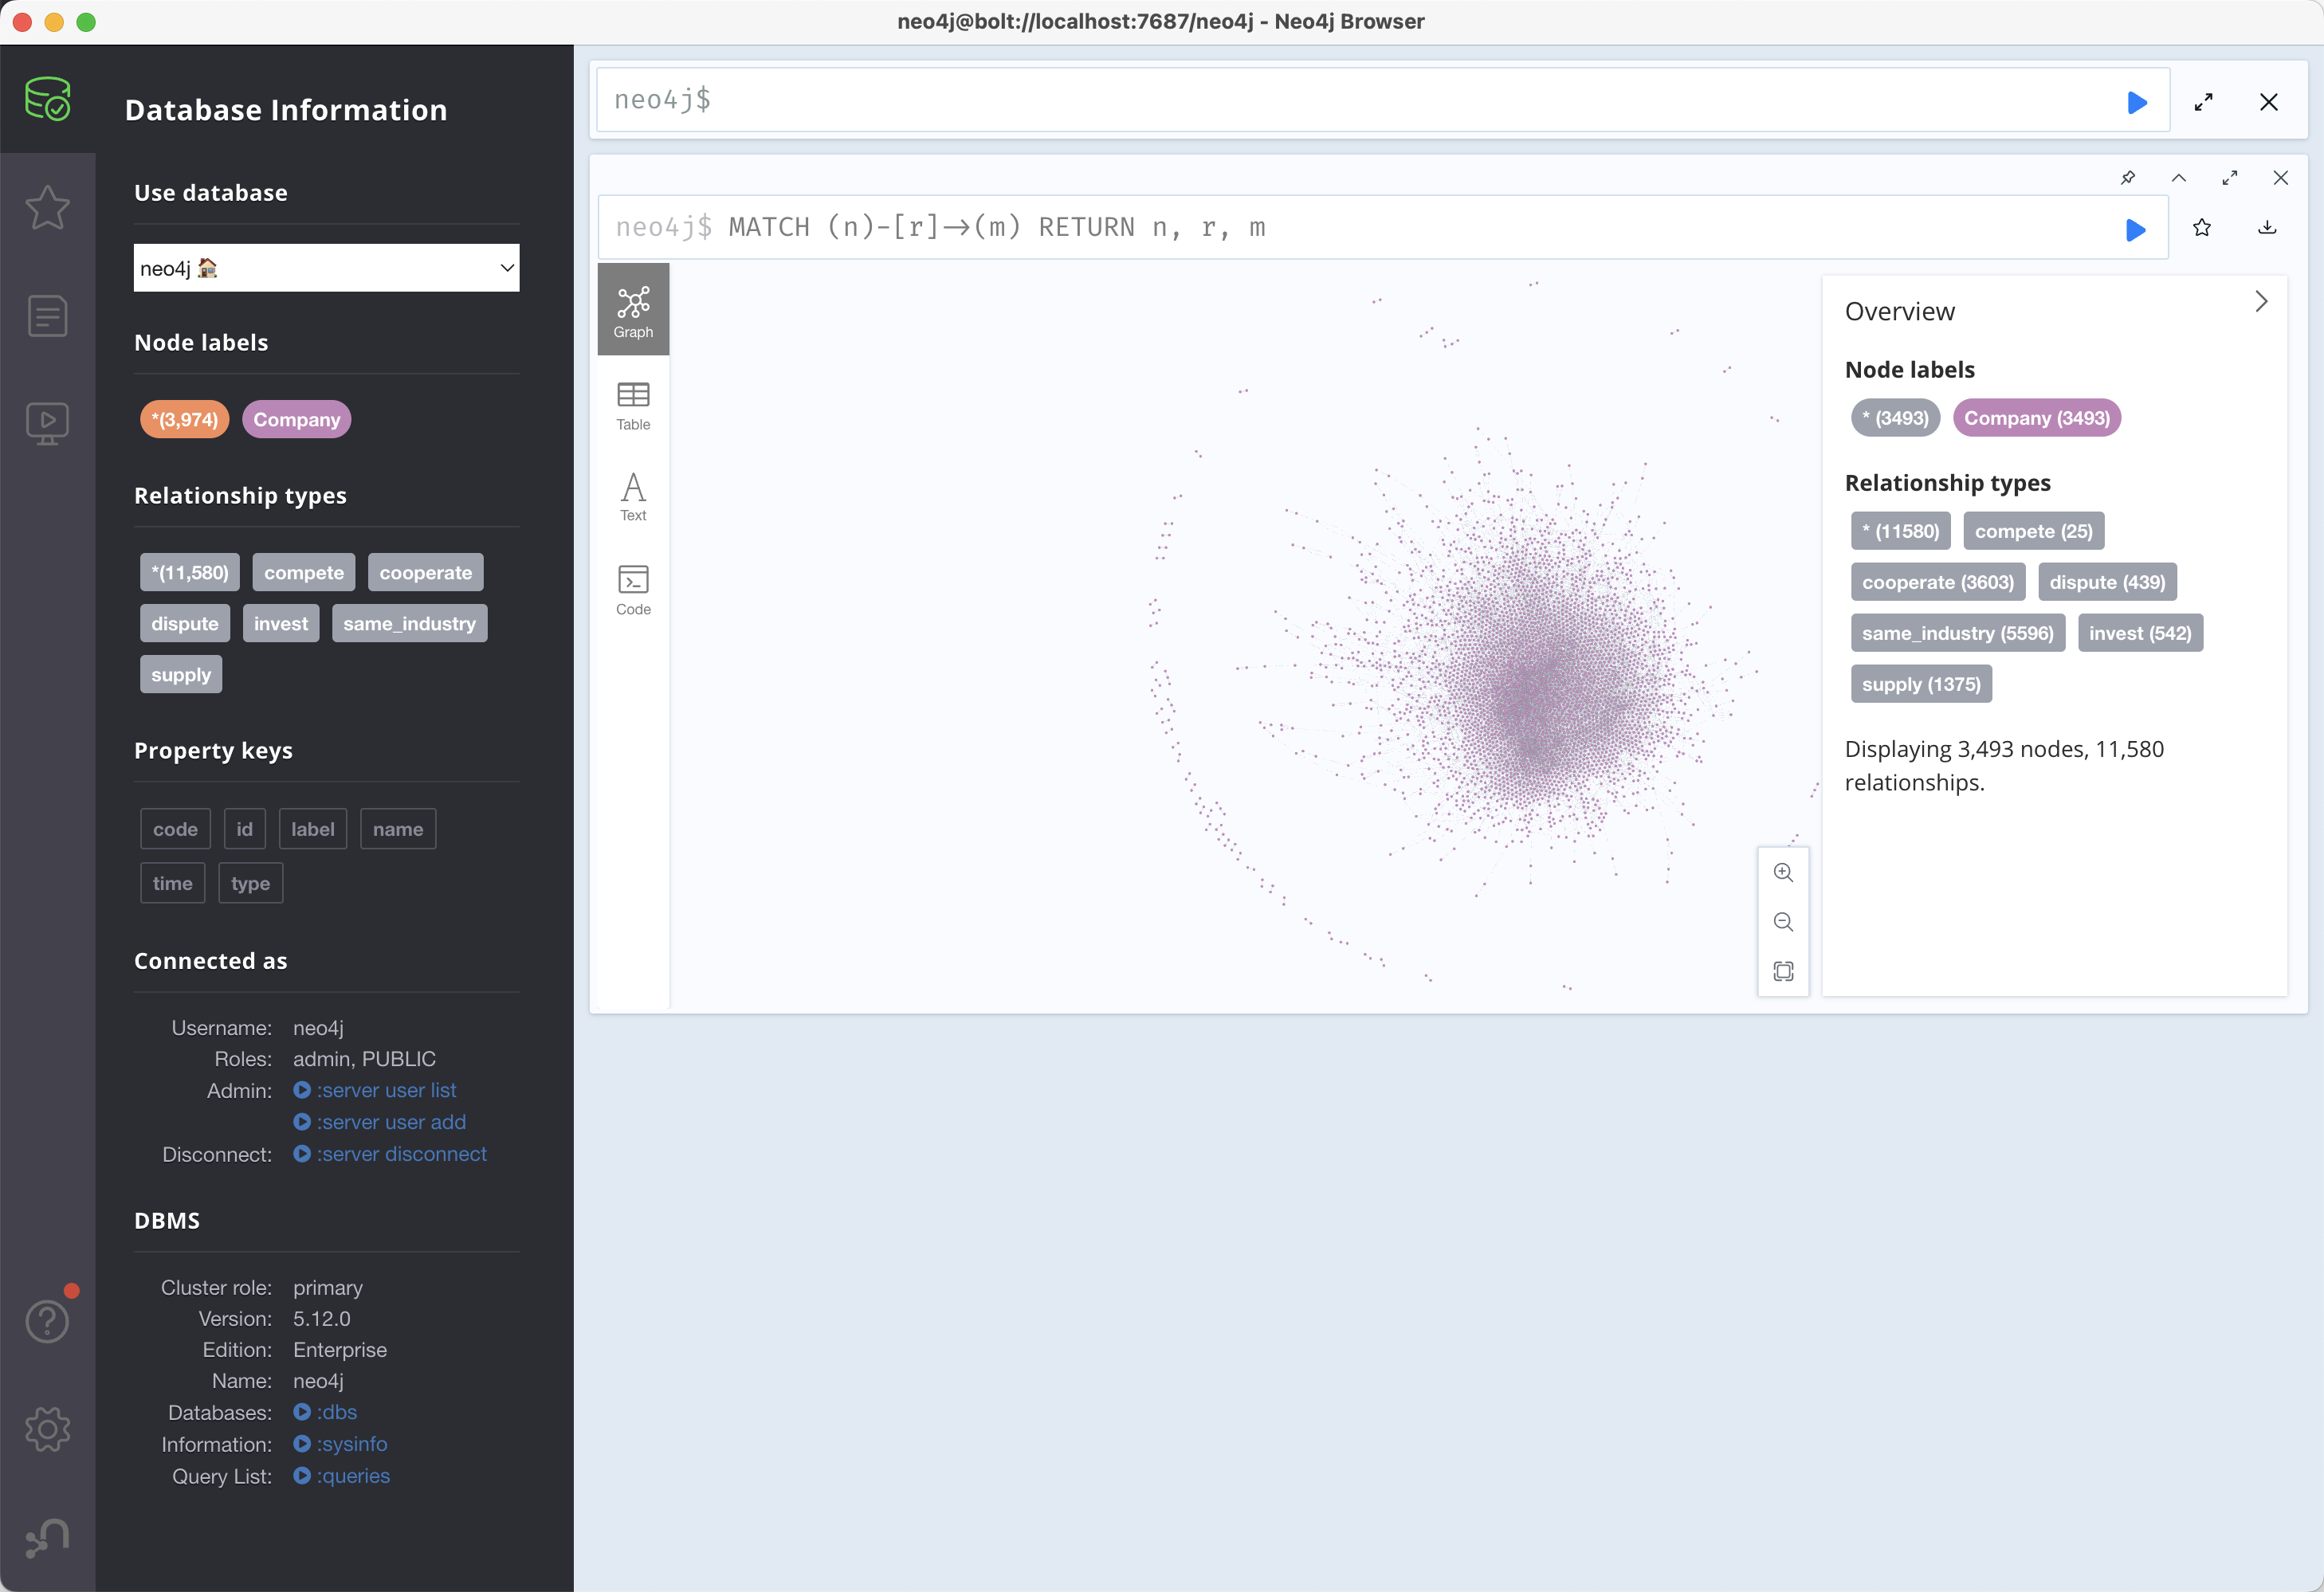 neo4j@bolt://localhost:7687/neo4j - Neo4j Browser
Database Information
Use database
neo4j
Node labels
*(3,974) Company
Relationship types
*(11,580) compete cooperate
dispute invest same_industry
supply
Property keys
code id label name
time type
Connected as
Username: neo4j
Roles: admin, PUBLIC
Admin: :server user list
:server user add
Disconnect: :server disconnect
DBMS
Cluster role: primary
Version: 5.12.0
Edition: Enterprise
Name: neo4j
Databases: :dbs
Information: :sysinfo
Query List: :queries
neo4j$
neo4j$ MATCH (n)-[r]->(m) RETURN n, r, m
Graph
Table
Text
Code
Overview
Node labels
* (3493) Company (3493)
Relationship types
* (11580) compete (25)
cooperate (3603) dispute (439)
same_industry (5596) invest (542)
supply (1375)
Displaying 3,493 nodes, 11,580
relationships.